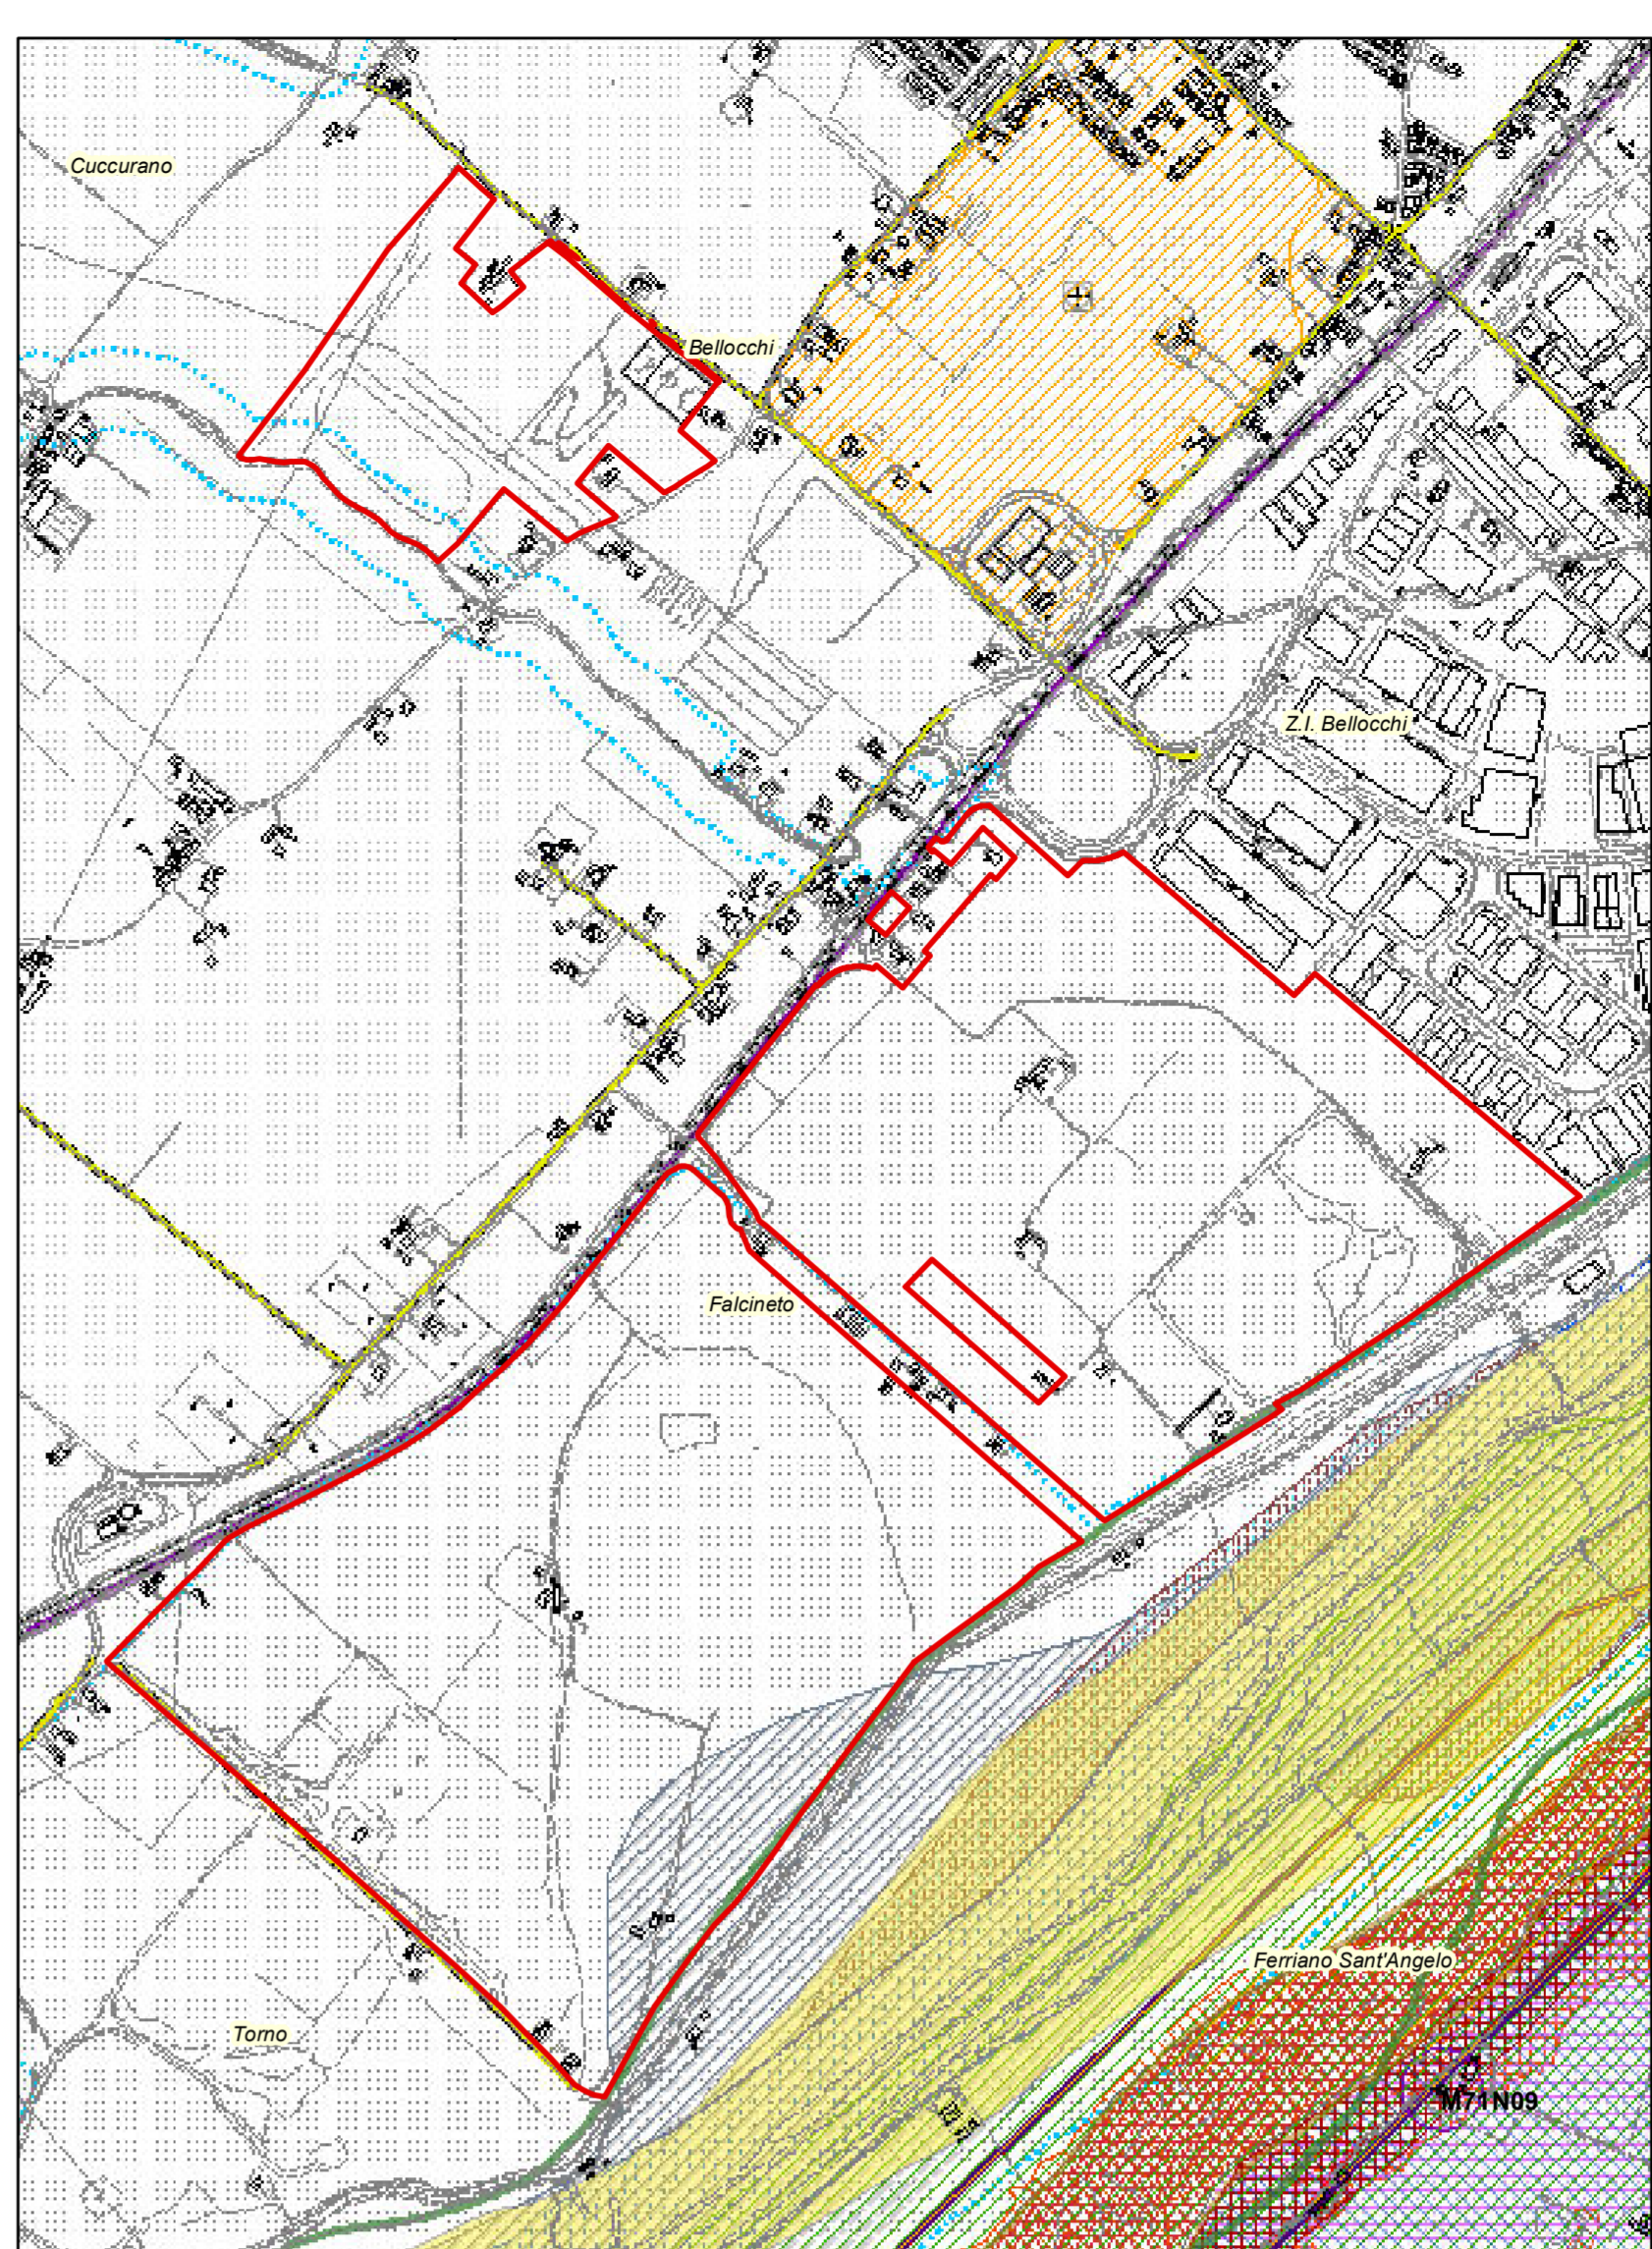 Cuccurano
Bellocchi
Z.I. Bellocchi
Falcineto
Ferriano Sant'Angelo
Torno
M71N09